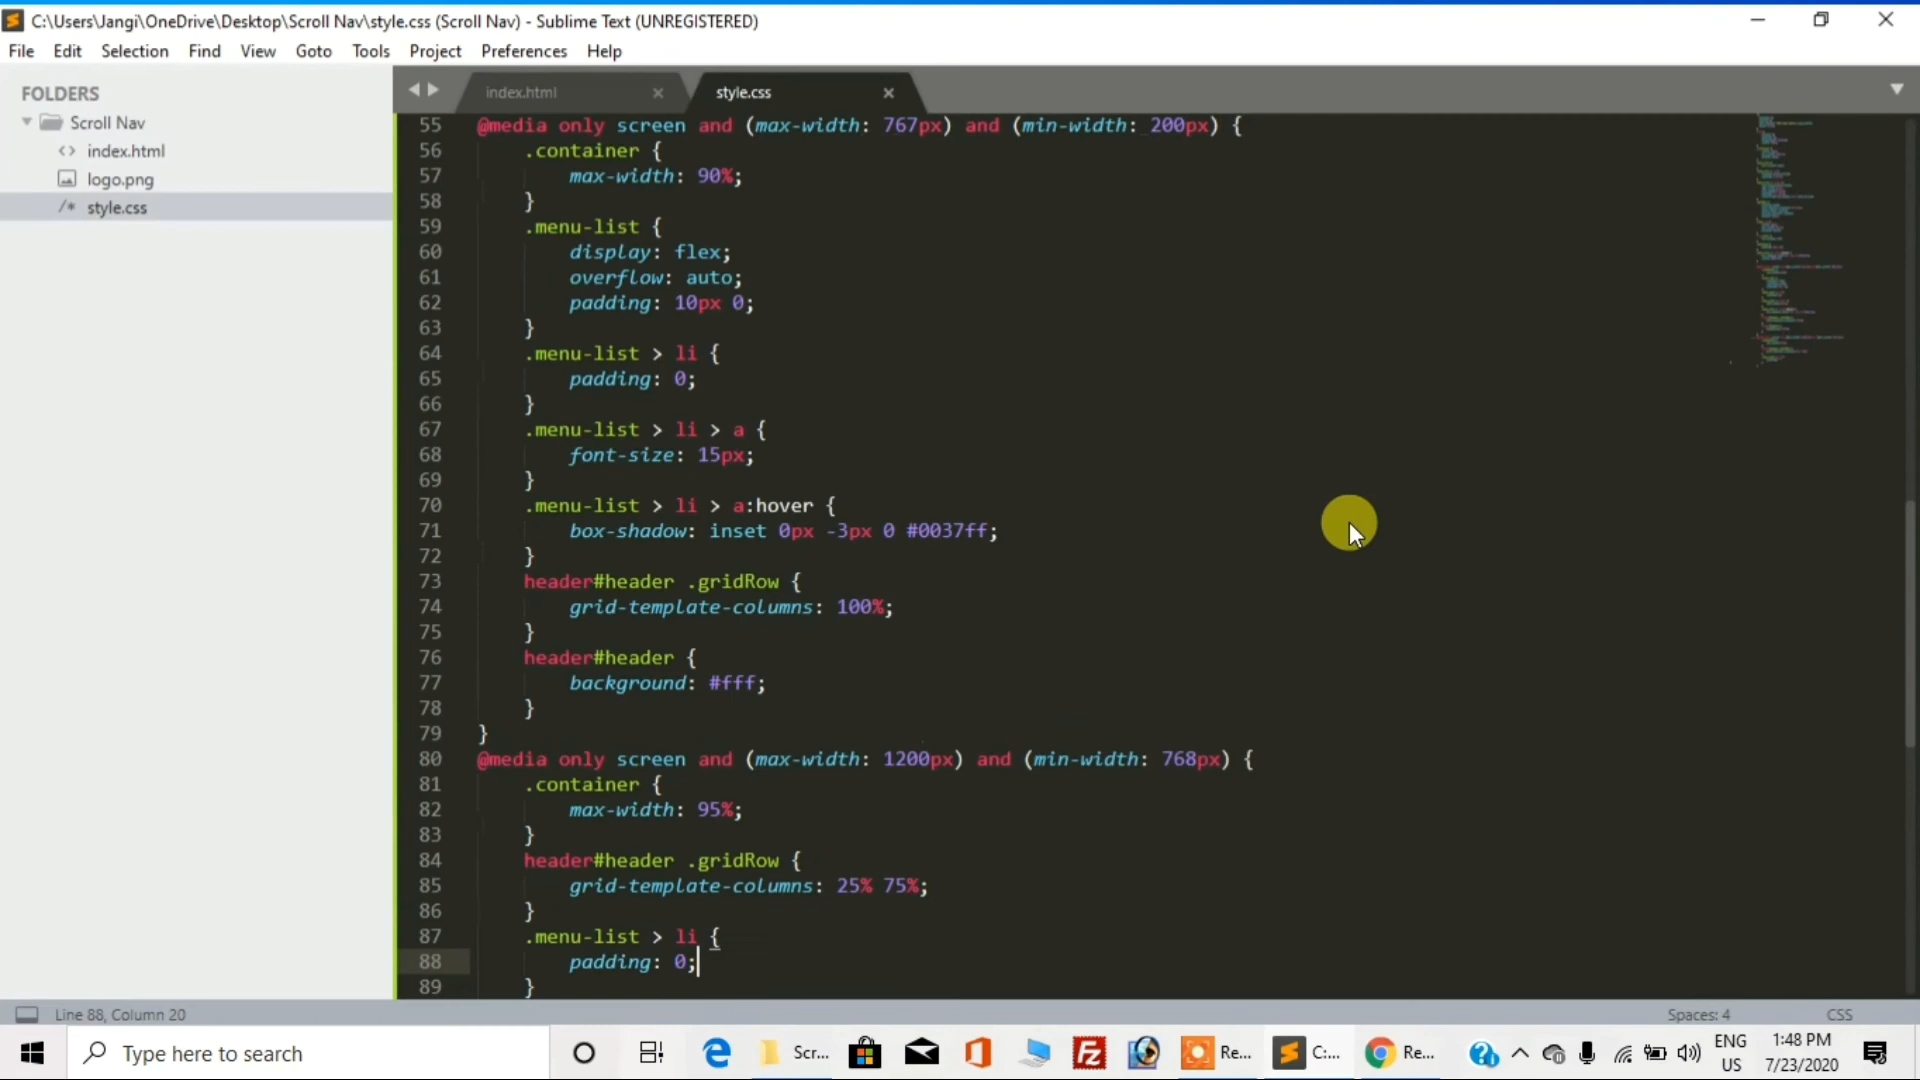 C:\Users\Jangi\OneDrive\Desktop\Scroll Nav\style.css (Scroll Nav) - Sublime Text (UNREGISTERED)
File Edit Selection Find View Goto Tools Project Preferences Help
FOLDERS
Scroll Nav
index.html
logo.png
style.css
index.html style.css
55 @media only screen and (max-width: 767px) and (min-width: 200px) {
56 .container {
57 max-width: 90%;
58 }
59 .menu-list {
60 display: flex;
61 overflow: auto;
62 padding: 10px 0;
63 }
64 .menu-list > li {
65 padding: 0;
66 }
67 .menu-list > li > a {
68 font-size: 15px;
69 }
70 .menu-list > li > a:hover {
71 box-shadow: inset 0px -3px 0 #0037ff;
72 }
73 header#header .gridRow {
74 grid-template-columns: 100%;
75 }
76 header#header {
77 background: #fff;
78 }
79 }
80 @media only screen and (max-width: 1200px) and (min-width: 768px) {
81 .container {
82 max-width: 95%;
83 }
84 header#header .gridRow {
85 grid-template-columns: 25% 75%;
86 }
87 .menu-list > li {
88 padding: 0;
89 }
Line 88, Column 20 Spaces: 4 CSS
Type here to search Scr... Re... C:... Re... ENG US 1:48 PM 7/23/2020